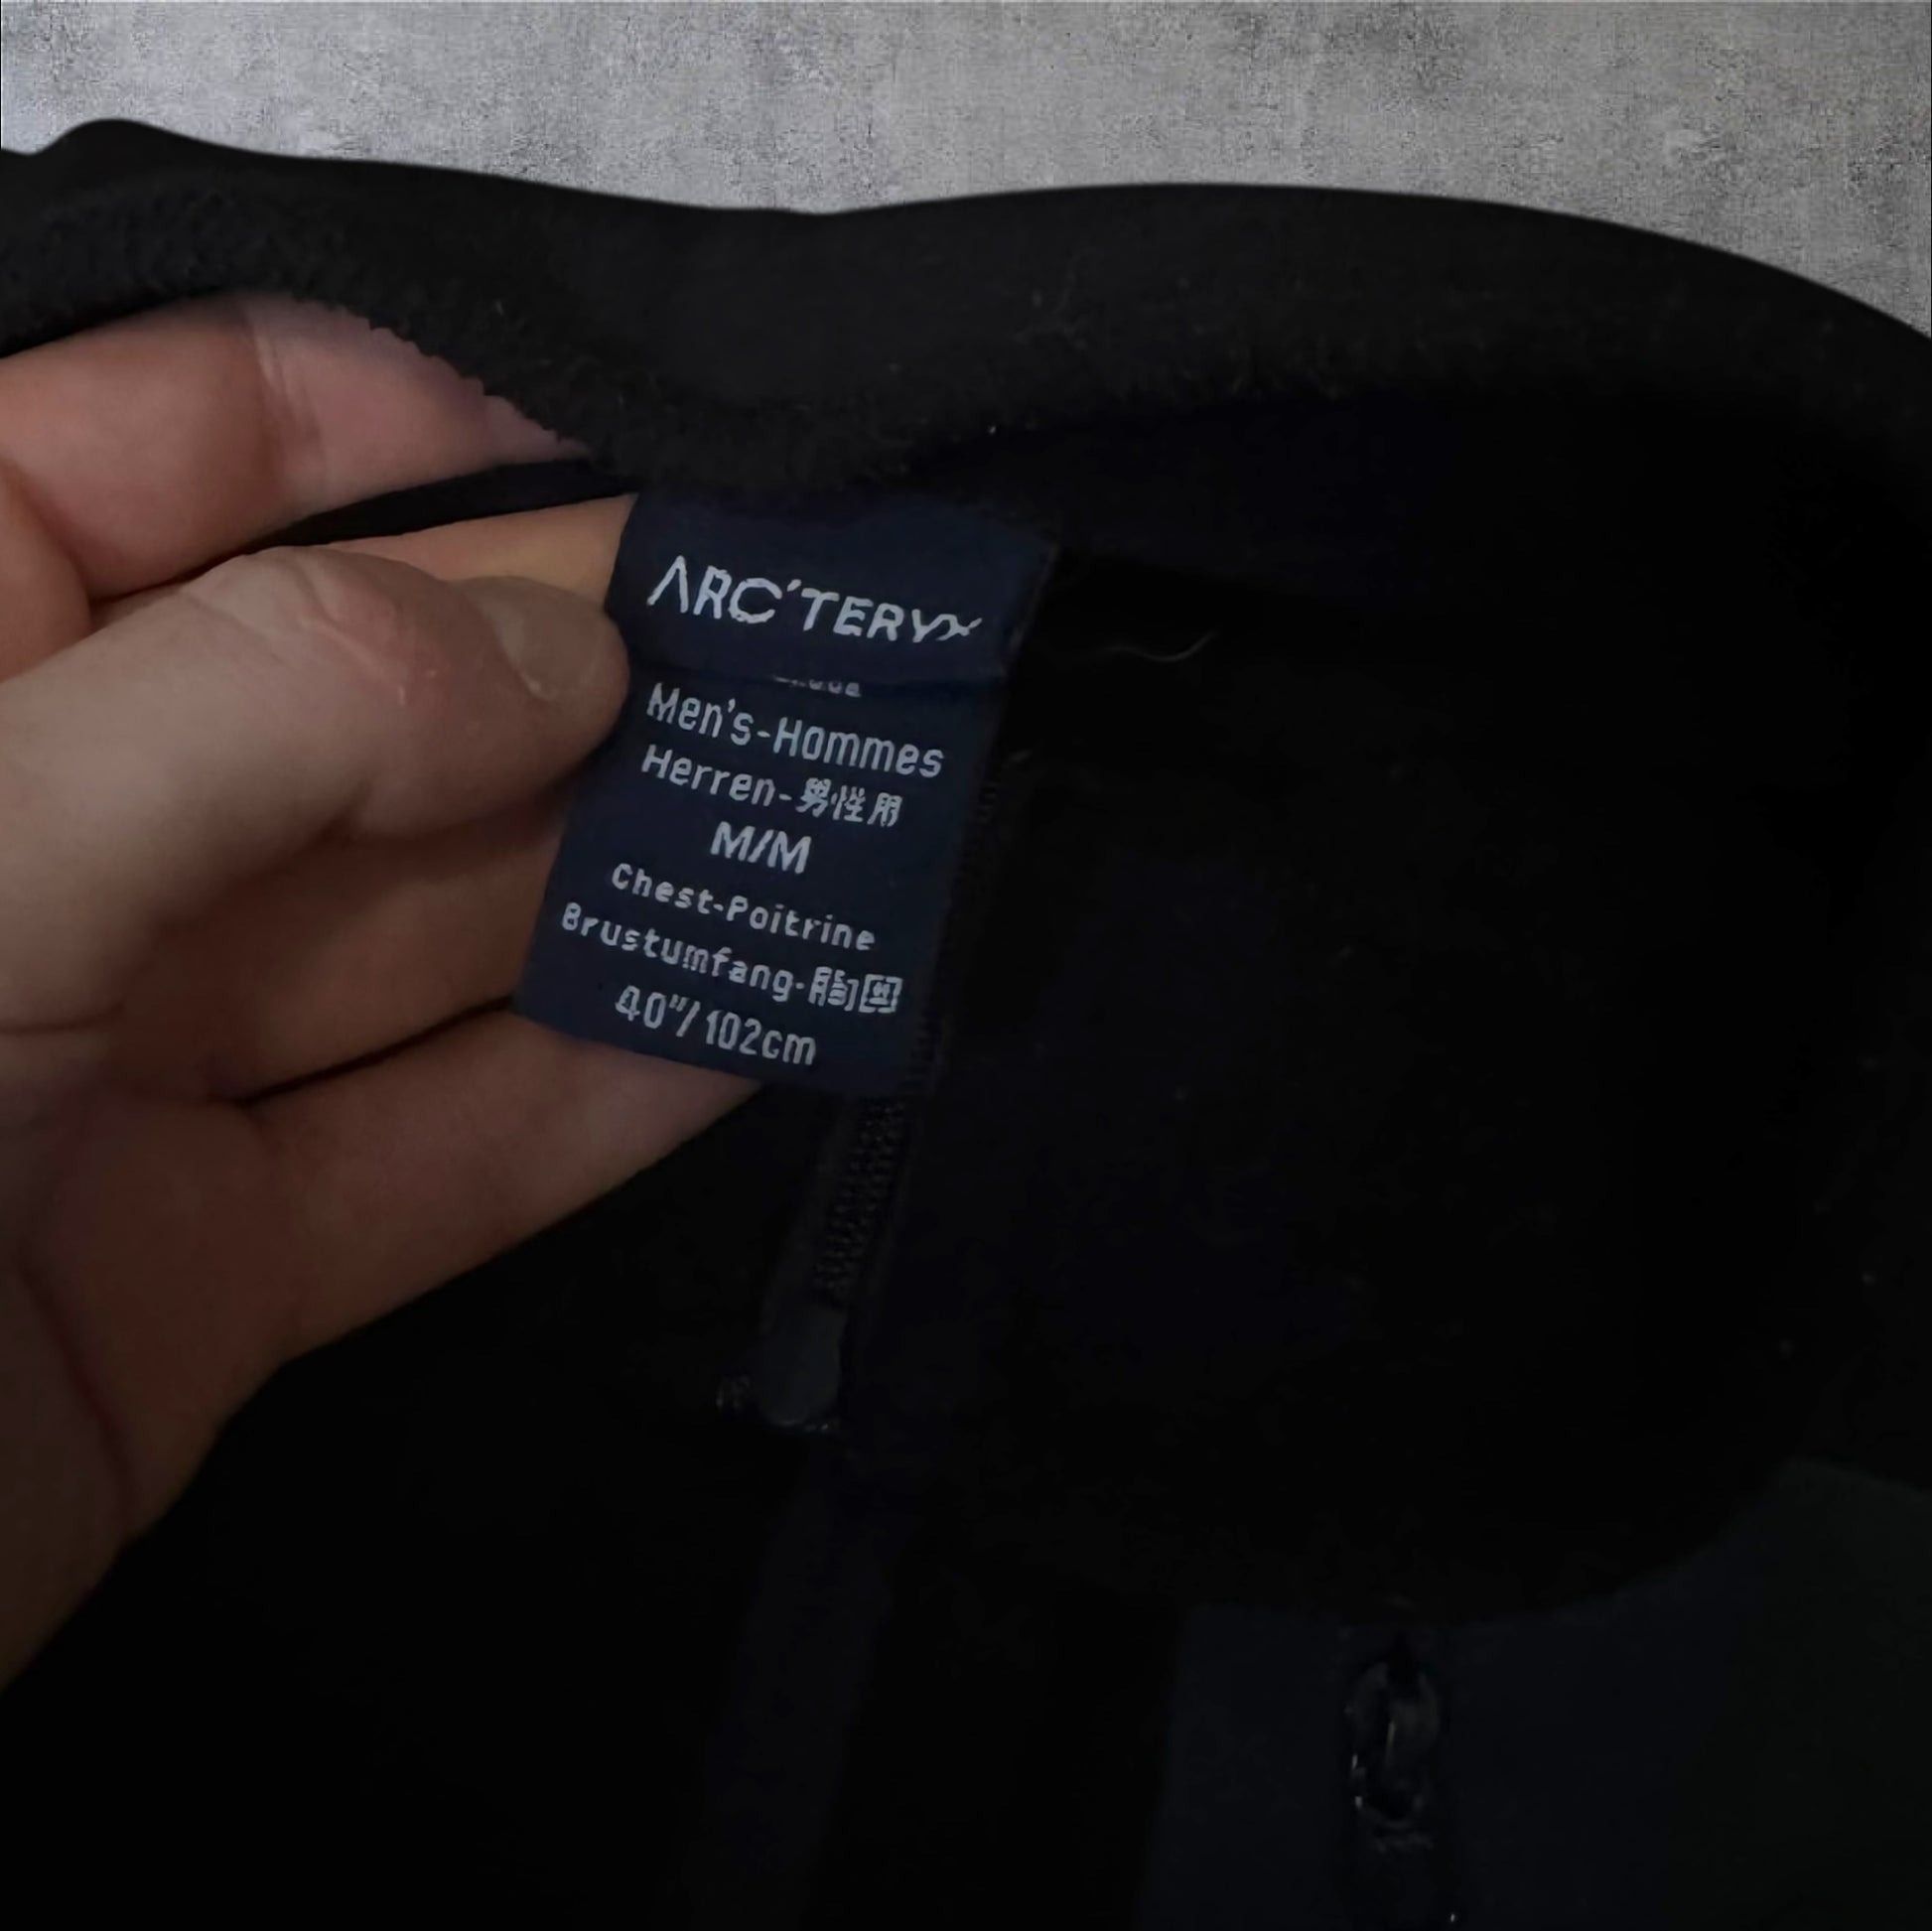 ARC'TERYX
Men's-Hommes
Herren-男性用
M/M
Chest-Poitrine
Brustumfang-胸囲
40"/102cm